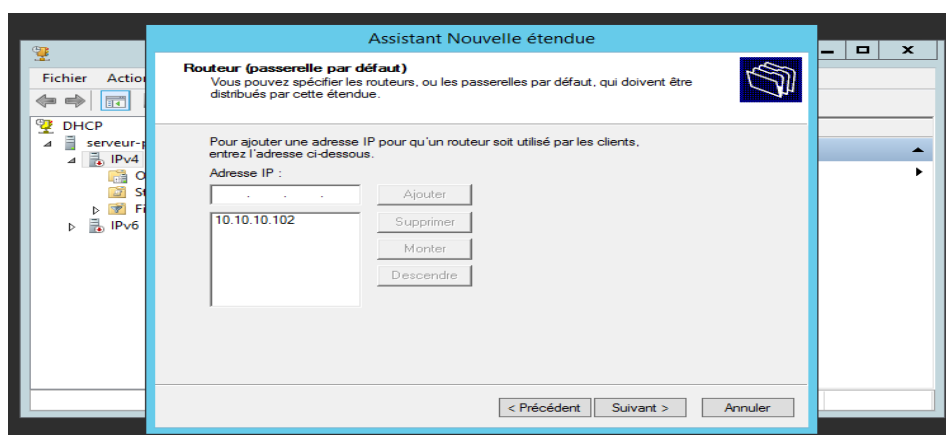 Assistant Nouvelle étendue
Fichier Action
Routeur (passerelle par défaut)
Vous pouvez spécifier les routeurs, ou les passerelles par défaut, qui doivent être
distribués par cette étendue.
DHCP
serveur-p
IPv4
IPv6
Pour ajouter une adresse IP pour qu'un routeur soit utilisé par les clients,
entrez l'adresse ci-dessous.
Adresse IP :
Ajouter
10.10.10.102
Supprimer
Monter
Descendre
< Précédent
Suivant >
Annuler